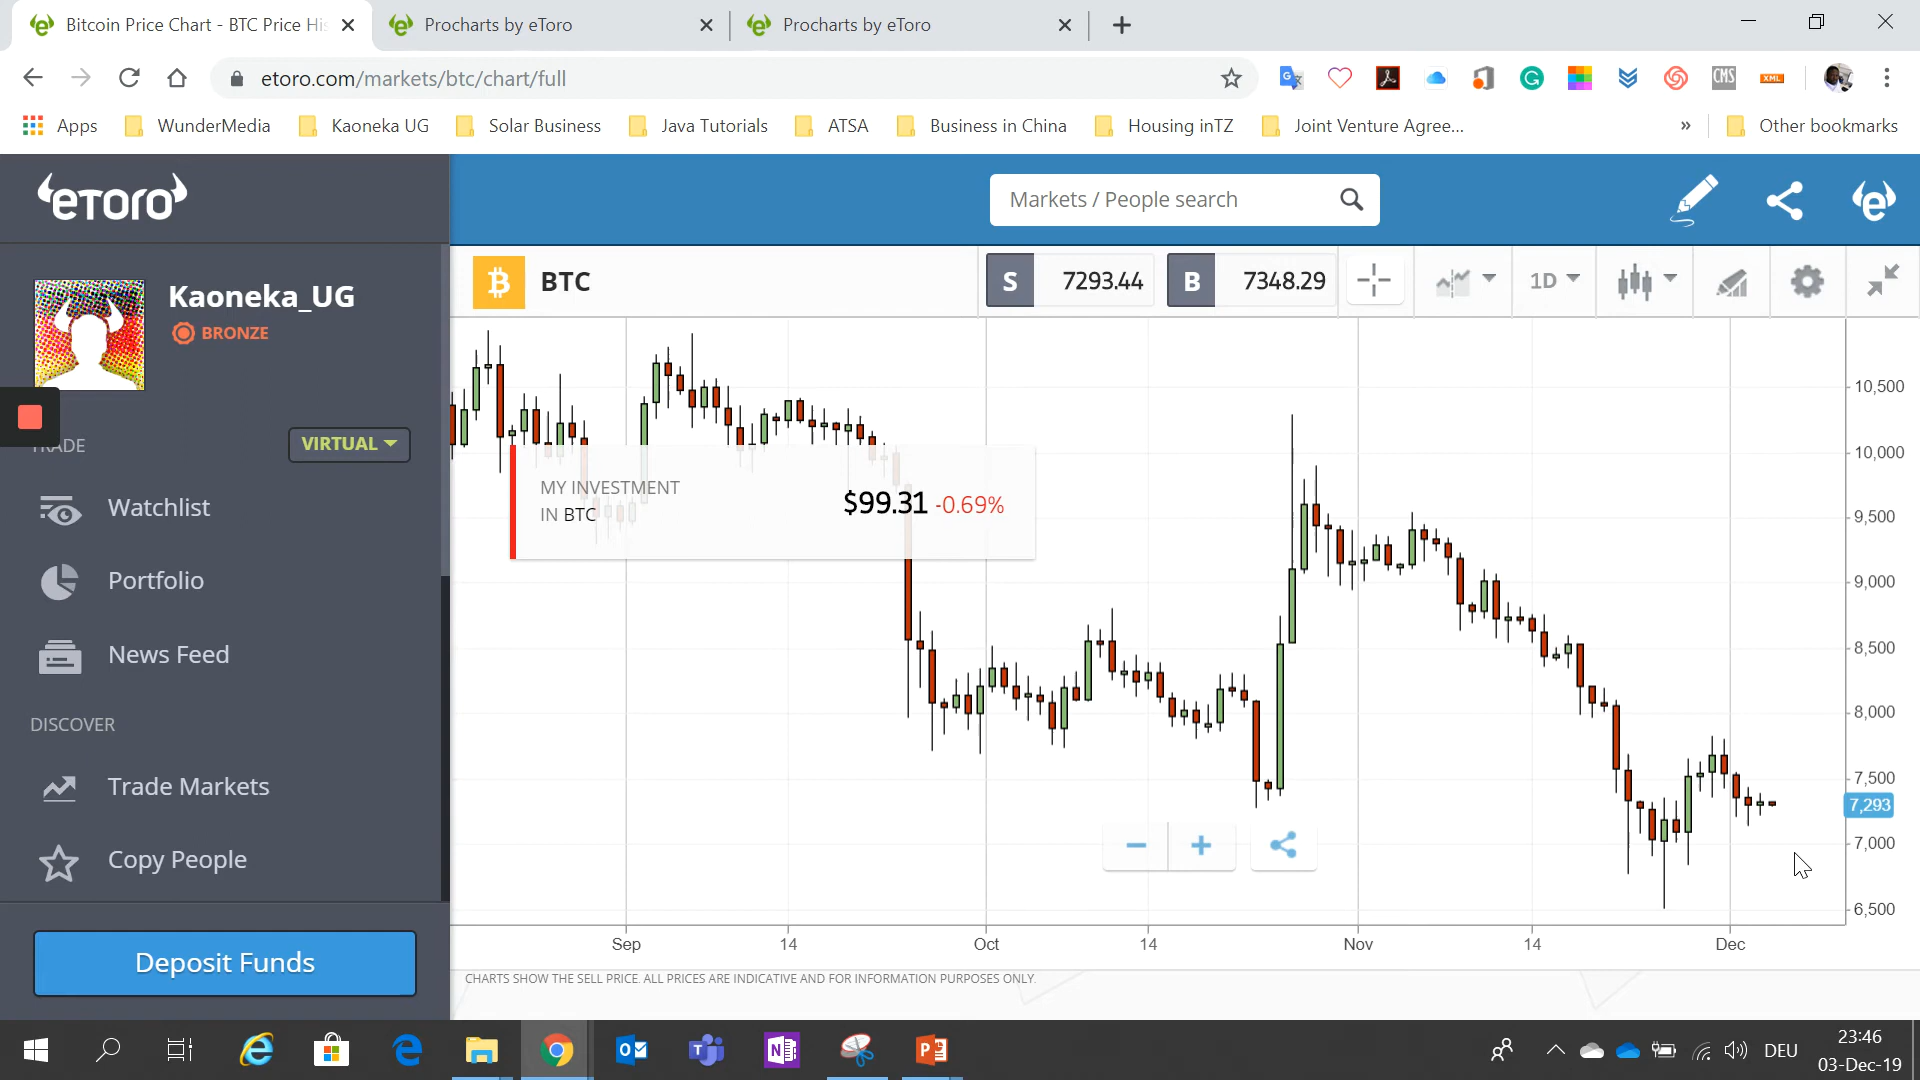 Bitcoin Price Chart - BTC Price His
Procharts by eToro
Procharts by eToro
etoro.com/markets/btc/chart/full
CMS
XML
Apps
WunderMedia
Kaoneka UG
Solar Business
Java Tutorials
ATSA
Business in China
Housing inTZ
Joint Venture Agree...
»
Other bookmarks
eToro
Markets / People search
Kaoneka_UG
BRONZE
BTC
S 7293.44
B 7348.29
1D
TRADE
VIRTUAL
Watchlist
Portfolio
News Feed
DISCOVER
Trade Markets
Copy People
Deposit Funds
MY INVESTMENT
IN BTC
$99.31 -0.69%
10,500
10,000
9,500
9,000
8,500
8,000
7,500
7,293
7,000
6,500
Sep 14 Oct 14 Nov 14 Dec
CHARTS SHOW THE SELL PRICE. ALL PRICES ARE INDICATIVE AND FOR INFORMATION PURPOSES ONLY.
DEU
23:46
03-Dec-19